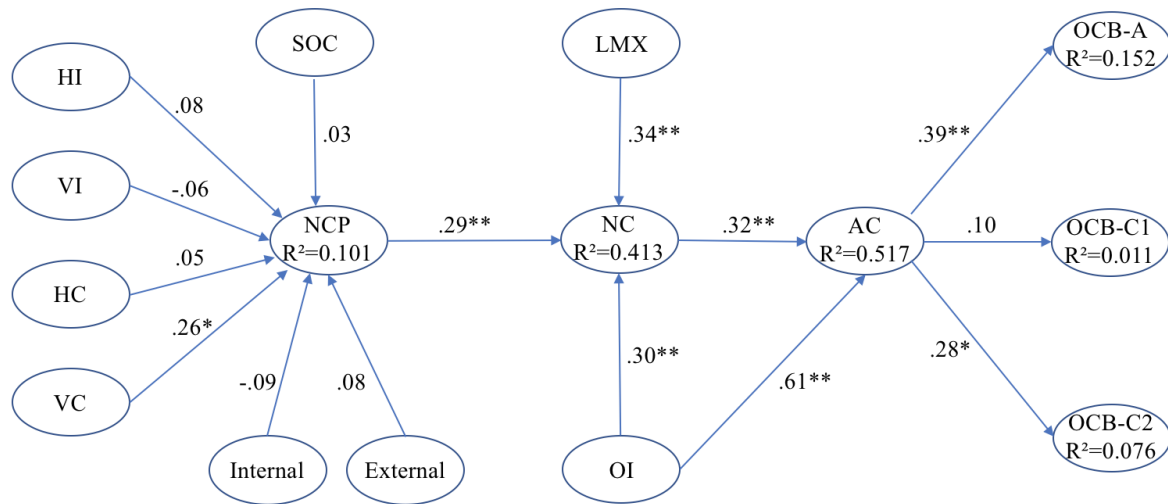 SOC
LMX
OCB-A
R²=0.152
HI
.08
.03
.34**
.39**
VI
-.06
NCP
R²=0.101
.29**
NC
R²=0.413
.32**
AC
R²=0.517
.10
OCB-C1
R²=0.011
HC
.05
VC
.26*
-.09
.08
.30**
.61**
.28*
OCB-C2
R²=0.076
Internal
External
OI